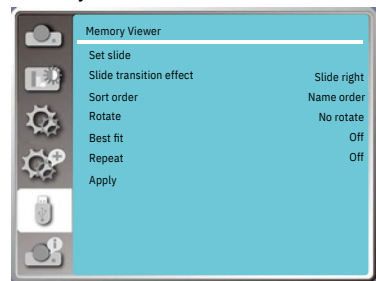 Memory Viewer
Set slide
Slide transition effect Slide right
Sort order Name order
Rotate No rotate
Best fit Off
Repeat Off
Apply